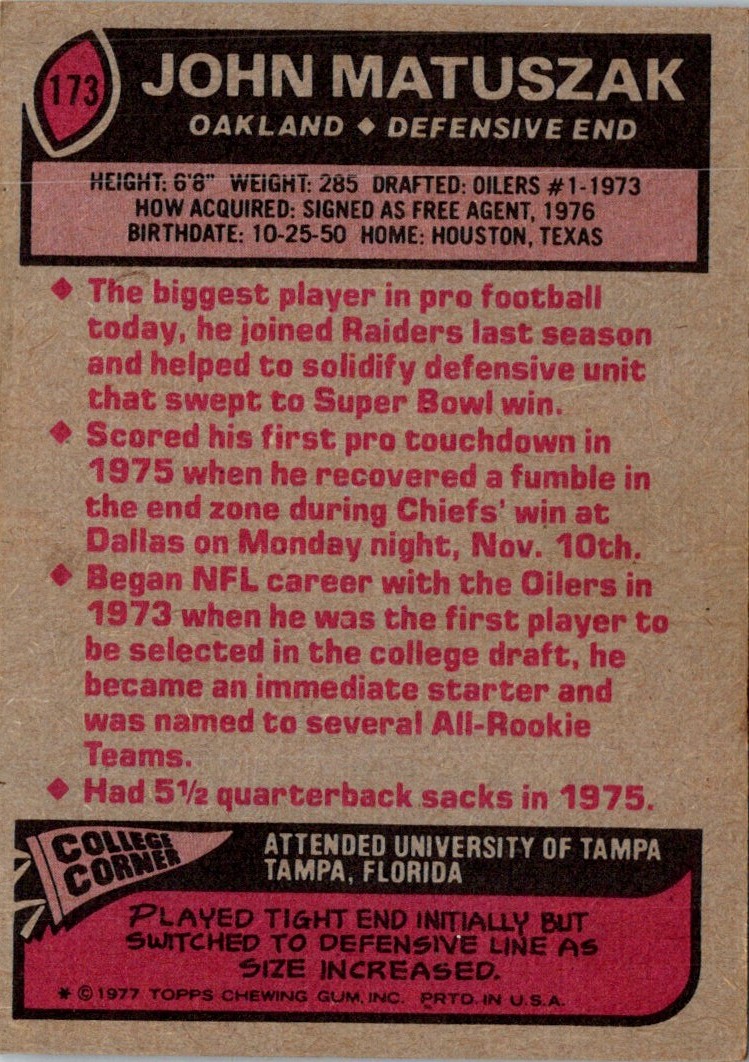 173
JOHN MATUSZAK
OAKLAND ◆ DEFENSIVE END
HEIGHT: 6'8" WEIGHT: 285 DRAFTED: OILERS #1-1973
HOW ACQUIRED: SIGNED AS FREE AGENT, 1976
BIRTHDATE: 10-25-50 HOME: HOUSTON, TEXAS
◆ The biggest player in pro football
today, he joined Raiders last season
and helped to solidify defensive unit
that swept to Super Bowl win.
◆ Scored his first pro touchdown in
1975 when he recovered a fumble in
the end zone during Chiefs' win at
Dallas on Monday night, Nov. 10th.
◆ Began NFL career with the Oilers in
1973 when he was the first player to
be selected in the college draft, he
became an immediate starter and
was named to several All-Rookie
Teams.
◆ Had 5½ quarterback sacks in 1975.
COLLEGE
CORNER
ATTENDED UNIVERSITY OF TAMPA
TAMPA, FLORIDA
PLAYED TIGHT END INITIALLY BUT
SWITCHED TO DEFENSIVE LINE AS
SIZE INCREASED.
* © 1977 TOPPS CHEWING GUM, INC. PRTD. IN U.S.A.